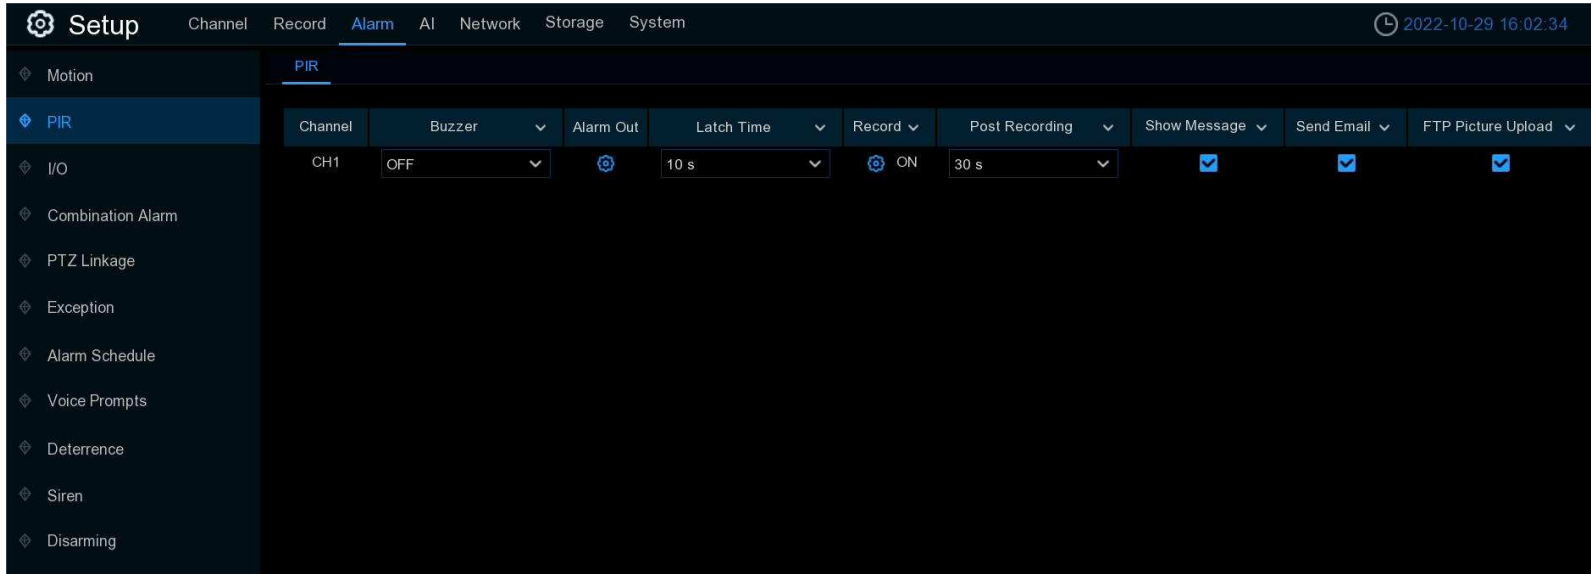 Setup Channel Record Alarm AI Network Storage System 2022-10-29 16:02:34
PIR
Motion
PIR
I/O
Combination Alarm
PTZ Linkage
Exception
Alarm Schedule
Voice Prompts
Deterrence
Siren
Disarming
Channel Buzzer Alarm Out Latch Time Record Post Recording Show Message Send Email FTP Picture Upload
CH1 OFF 10 s ON 30 s